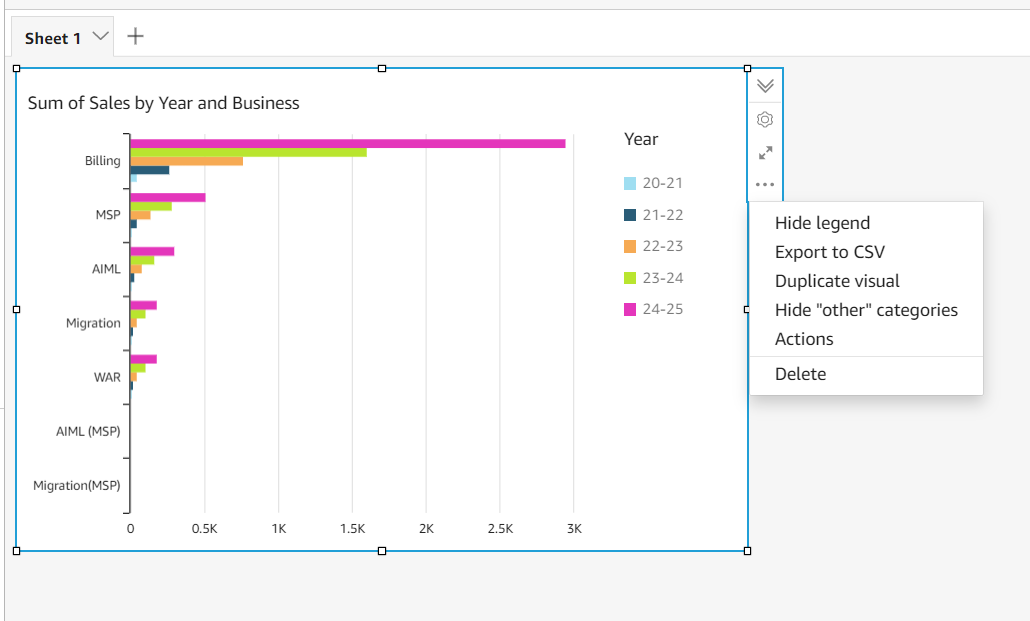 Sheet 1
Sum of Sales by Year and Business
Billing
MSP
AIML
Migration
WAR
AIML (MSP)
Migration(MSP)
0 0.5K 1K 1.5K 2K 2.5K 3K
Year
20-21
21-22
22-23
23-24
24-25
Hide legend
Export to CSV
Duplicate visual
Hide "other" categories
Actions
Delete